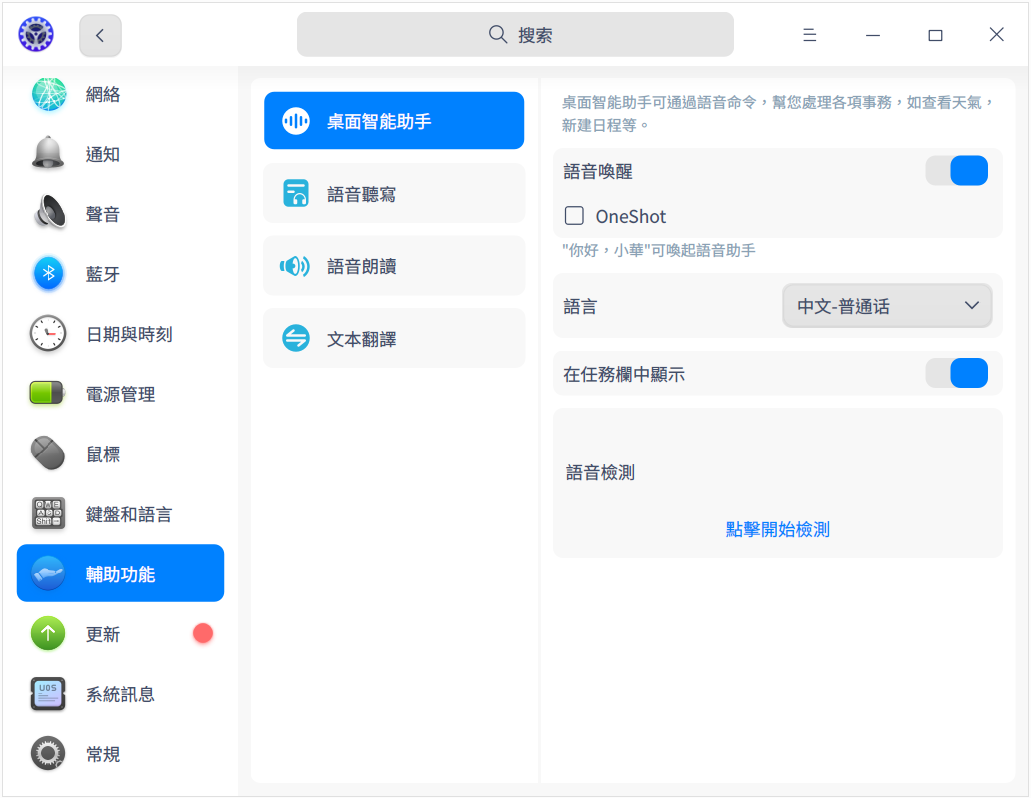 搜索
網絡
通知
聲音
藍牙
日期與時刻
電源管理
鼠標
鍵盤和語言
輔助功能
更新
UOS
系統訊息
常規
桌面智能助手
語音聽寫
語音朗讀
文本翻譯
桌面智能助手可通過語音命令，幫您處理各項事務，如查看天氣，
新建日程等。
語音喚醒
OneShot
"你好，小華"可喚起語音助手
語言
中文-普通话
在任務欄中顯示
語音檢測
點擊開始檢測